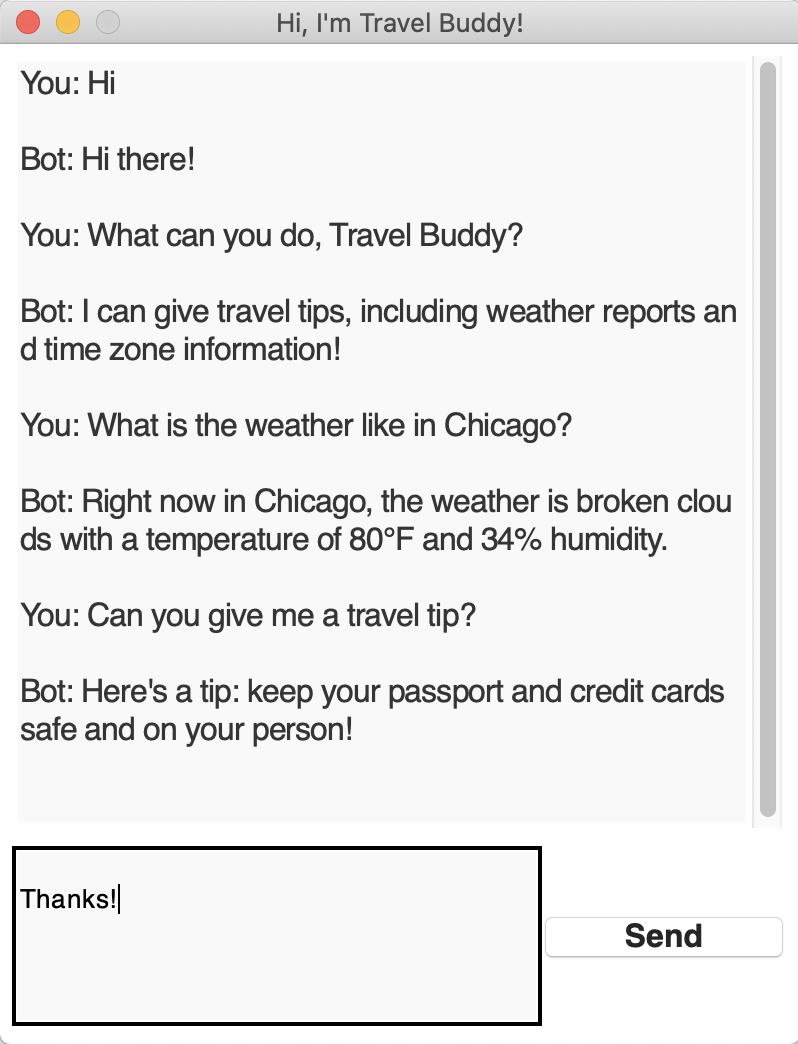 Hi, I'm Travel Buddy!
You: Hi
Bot: Hi there!
You: What can you do, Travel Buddy?
Bot: I can give travel tips, including weather reports an
d time zone information!
You: What is the weather like in Chicago?
Bot: Right now in Chicago, the weather is broken clou
ds with a temperature of 80°F and 34% humidity.
You: Can you give me a travel tip?
Bot: Here's a tip: keep your passport and credit cards
safe and on your person!
Thanks!
Send